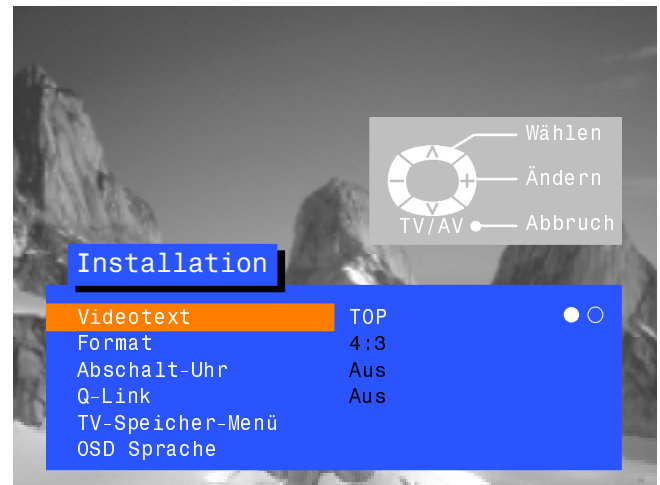 Wählen
Ändern
TV/AV Abbruch
Installation
Videotext TOP
Format 4:3
Abschalt-Uhr Aus
Q-Link Aus
TV-Speicher-Menü
OSD Sprache